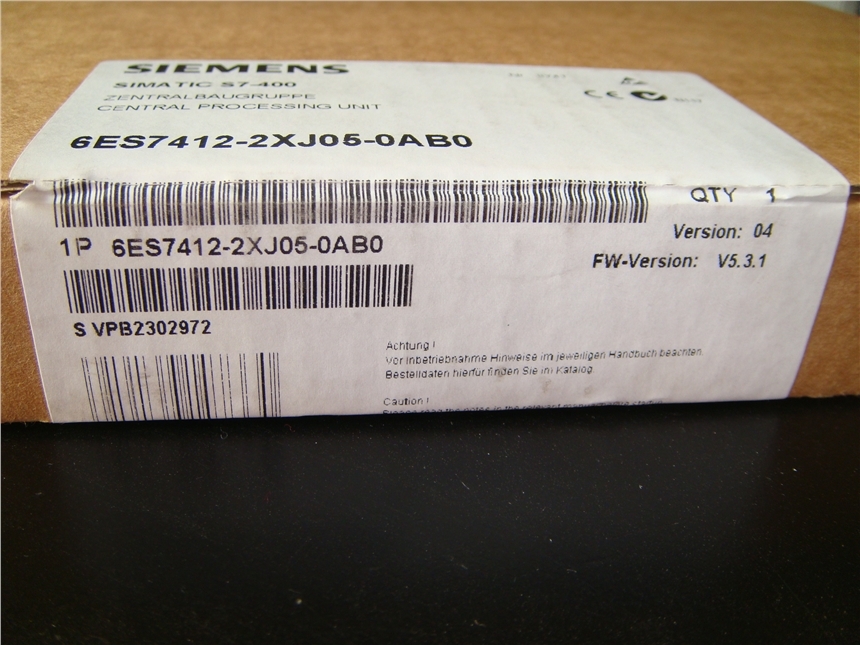 SIEMENS
SIMATIC S7-400
ZENTRALBAUGRUPPE
CENTRAL PROCESSING UNIT
CE
6ES7412-2XJ05-0AB0
QTY 1
1P 6ES7412-2XJ05-0AB0
Version: 04
FW-Version: V5.3.1
S VPB2302972
Achtung !
Vor Inbetriebnahme Hinweise im jeweiligen Handbuch beachten.
Bestelldaten hierfür finden Sie im Katalog.
Caution !